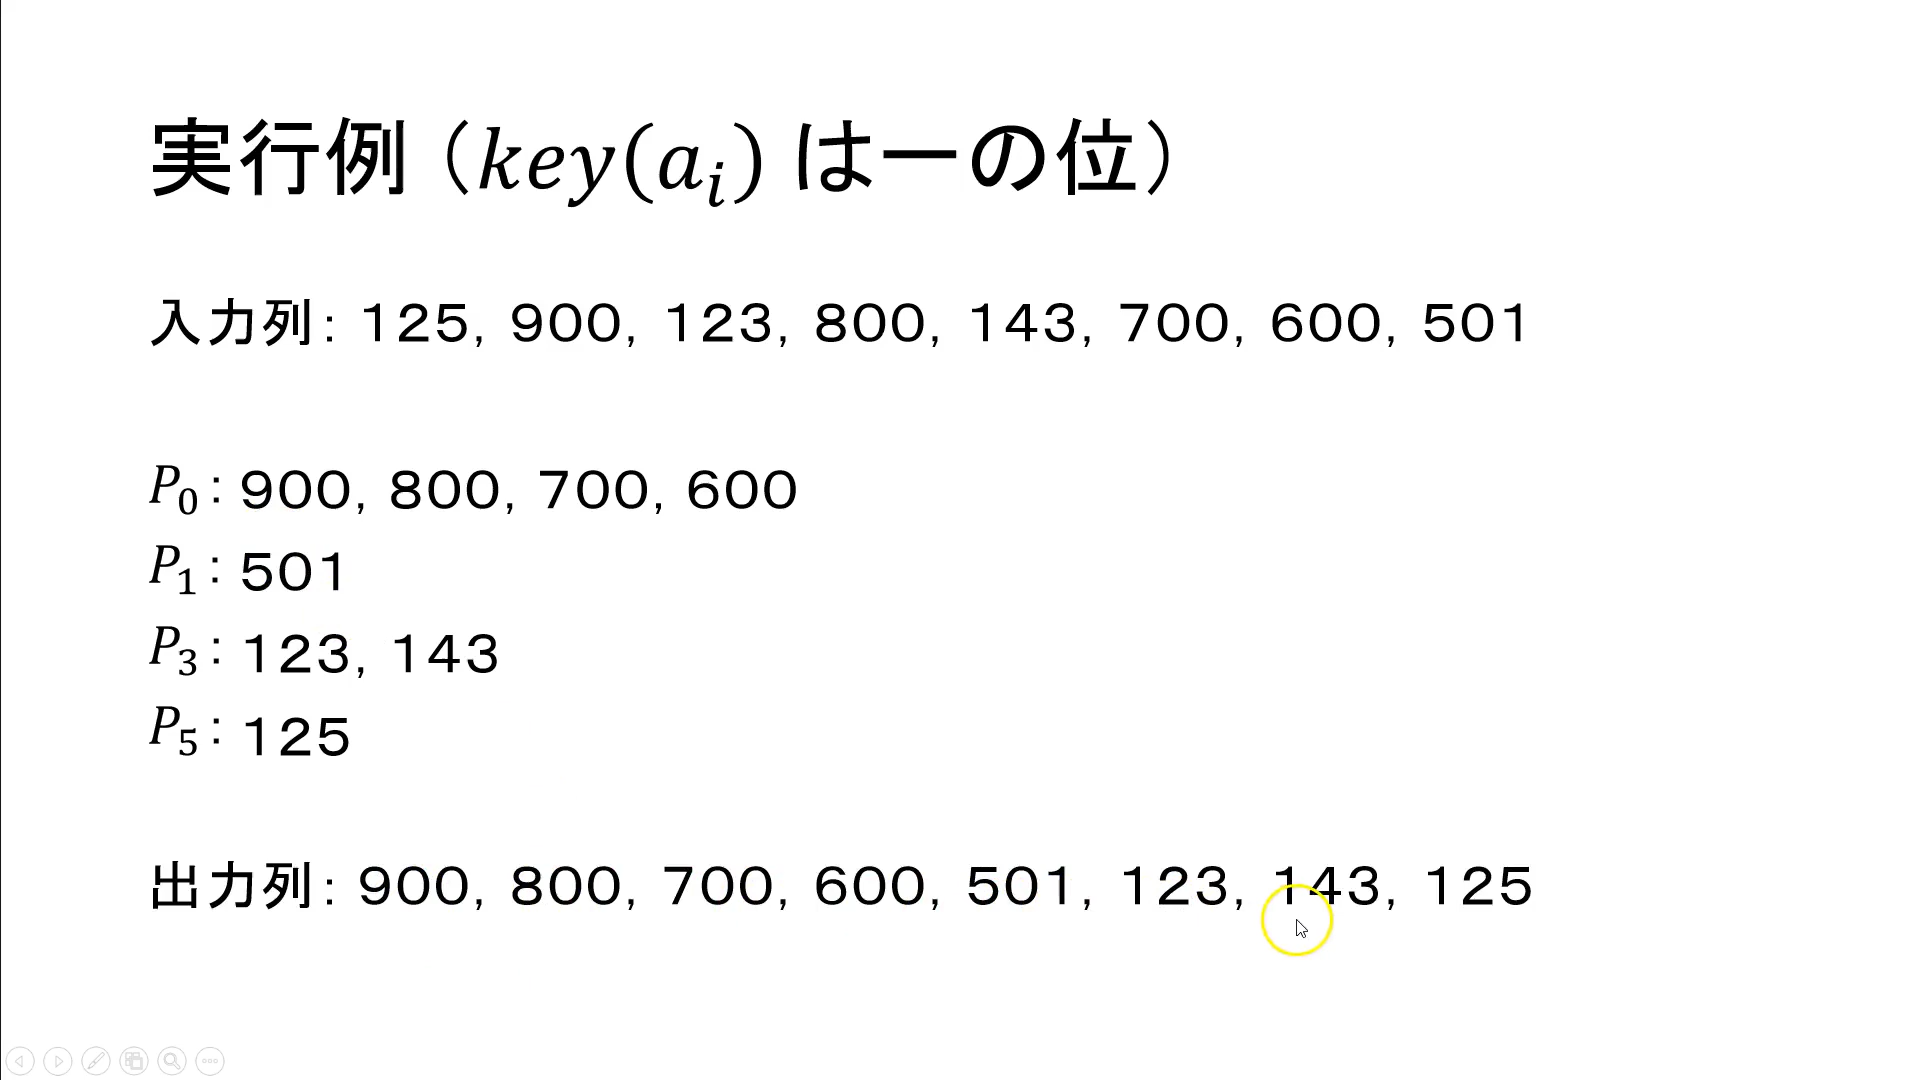 実行例（key(a_i) は一の位）
入力列： 125, 900, 123, 800, 143, 700, 600, 501
P_0： 900, 800, 700, 600
P_1： 501
P_3： 123, 143
P_5： 125
出力列： 900, 800, 700, 600, 501, 123, 143, 125